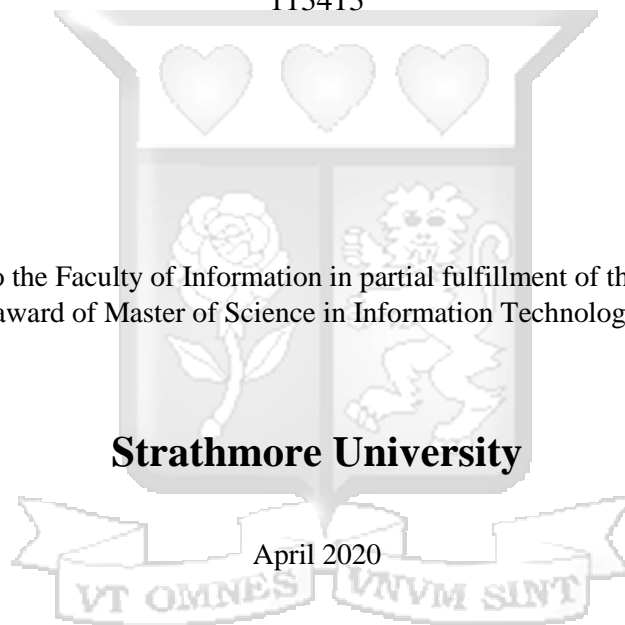 o the Faculty of Information in partial fulfillment of th
award of Master of Science in Information Technolog
Strathmore University
April 2020
VT OMNES VNVM SINT